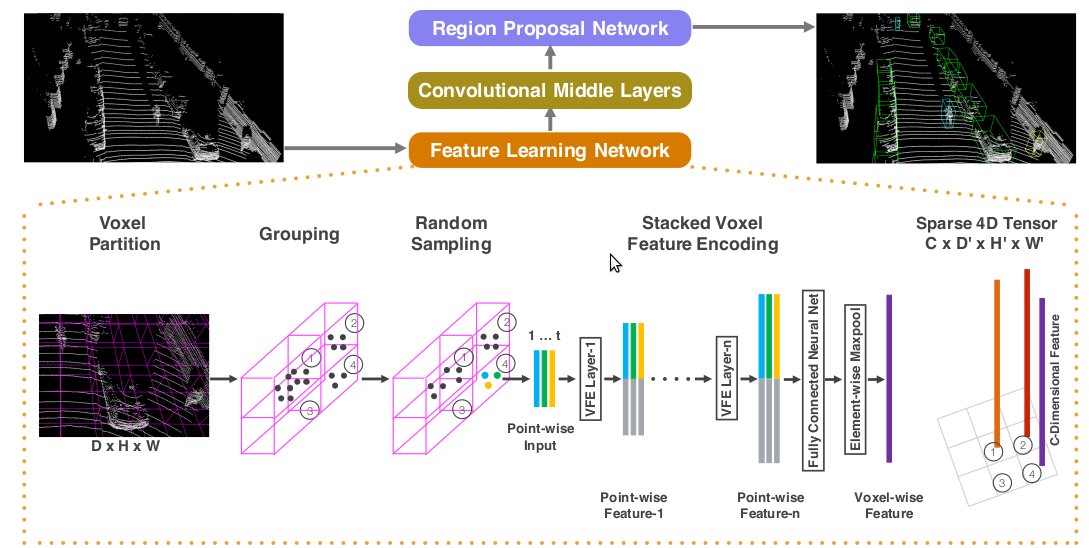 Region Proposal Network
Convolutional Middle Layers
Feature Learning Network
Voxel
Partition
Grouping
Random
Sampling
Stacked Voxel
Feature Encoding
Sparse 4D Tensor
C x D' x H' x W'
D x H x W
1
2
3
4
1
2
3
4
1 ... t
Point-wise
Input
VFE Layer-1
Point-wise
Feature-1
VFE Layer-n
Point-wise
Feature-n
Fully Connected Neural Net
Element-wise Maxpool
Voxel-wise
Feature
C-Dimensional Feature
1
2
3
4